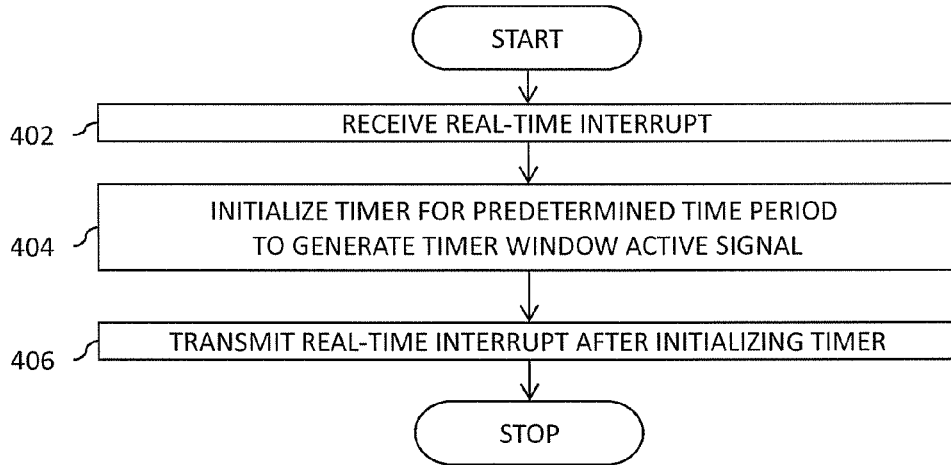 START
402
RECEIVE REAL-TIME INTERRUPT
404
INITIALIZE TIMER FOR PREDETERMINED TIME PERIOD
TO GENERATE TIMER WINDOW ACTIVE SIGNAL
406
TRANSMIT REAL-TIME INTERRUPT AFTER INITIALIZING TIMER
STOP